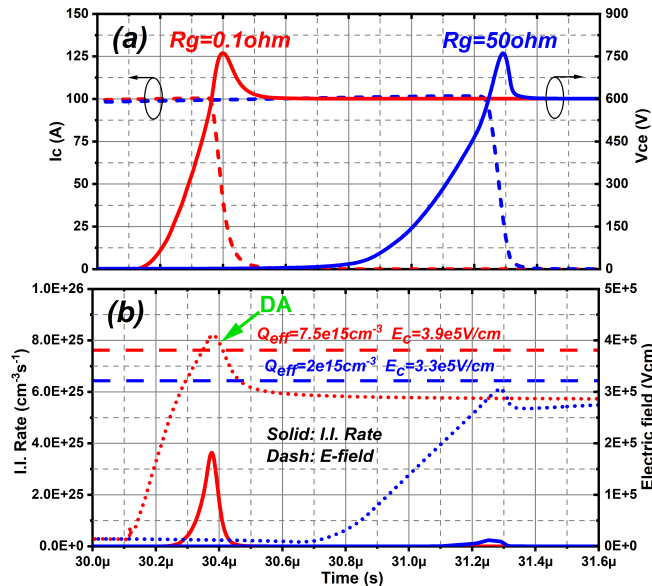 (a)
Rg=0.1ohm
Rg=50ohm
150
125
100
75
50
25
0
Ic (A)
900
750
600
450
300
150
0
Vce (V)
(b)
DA
Qeff=7.5e15cm-3 Ec=3.9e5V/cm
Qeff=2e15cm-3 Ec=3.3e5V/cm
Solid: I.I. Rate
Dash: E-field
1.0E+26
8.0E+25
6.0E+25
4.0E+25
2.0E+25
0.0E+00
I.I. Rate (cm-3s-1)
5E+5
4E+5
3E+5
2E+5
1E+5
0E+0
Electric field (Vcm)
30.0µ 30.2µ 30.4µ 30.6µ 30.8µ 31.0µ 31.2µ 31.4µ 31.6µ
Time (s)